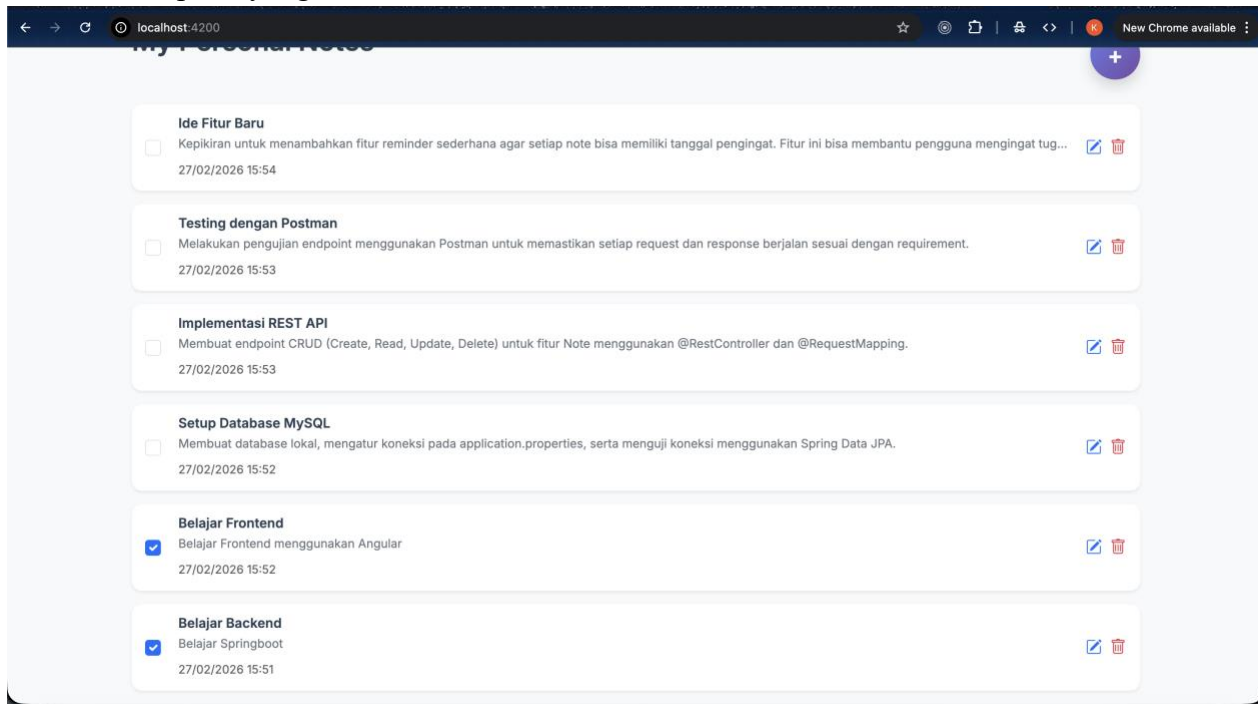 localhost:4200
New Chrome available
K
My Personal Notes
+
Ide Fitur Baru
Kepikiran untuk menambahkan fitur reminder sederhana agar setiap note bisa memiliki tanggal pengingat. Fitur ini bisa membantu pengguna mengingat tug...
27/02/2026 15:54
Testing dengan Postman
Melakukan pengujian endpoint menggunakan Postman untuk memastikan setiap request dan response berjalan sesuai dengan requirement.
27/02/2026 15:53
Implementasi REST API
Membuat endpoint CRUD (Create, Read, Update, Delete) untuk fitur Note menggunakan @RestController dan @RequestMapping.
27/02/2026 15:53
Setup Database MySQL
Membuat database lokal, mengatur koneksi pada application.properties, serta menguji koneksi menggunakan Spring Data JPA.
27/02/2026 15:52
Belajar Frontend
Belajar Frontend menggunakan Angular
27/02/2026 15:52
Belajar Backend
Belajar Springboot
27/02/2026 15:51